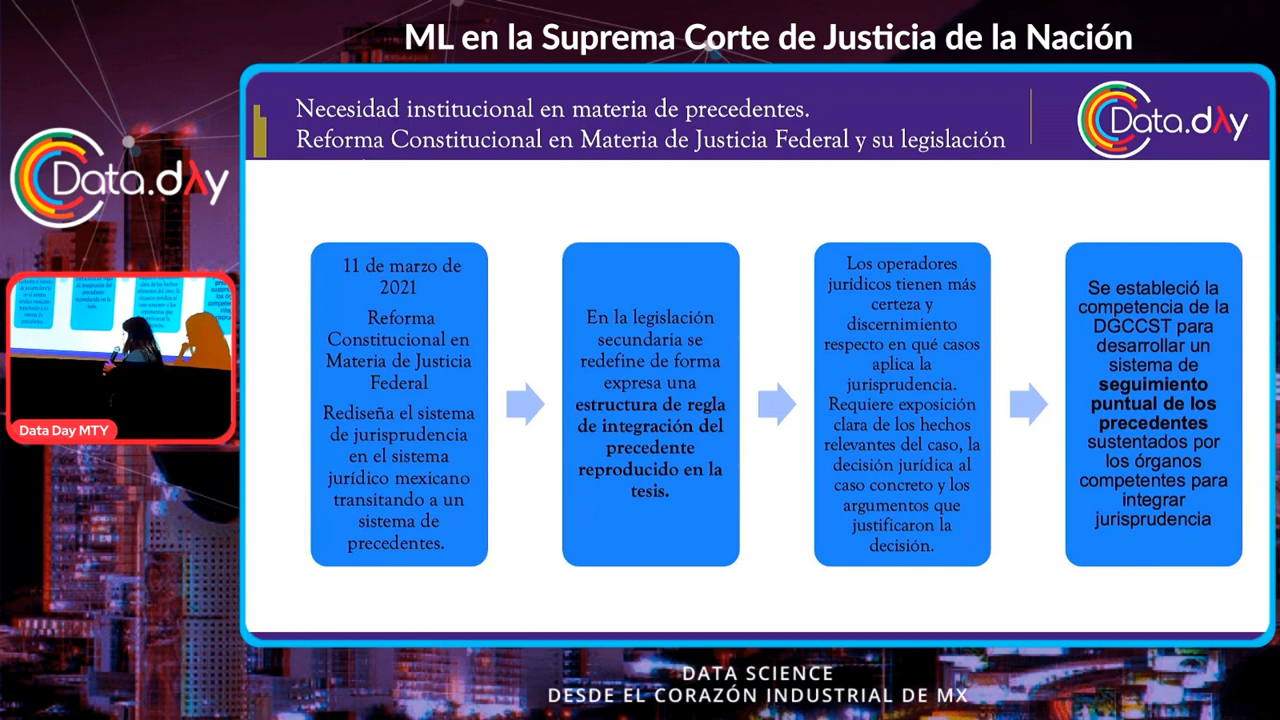 ML en la Suprema Corte de Justicia de la Nación
Necesidad institucional en materia de precedentes.
Reforma Constitucional en Materia de Justicia Federal y su legislación
Data.day
Data.day
Data Day MTY
11 de marzo de
2021
Reforma
Constitucional en
Materia de Justicia
Federal
Rediseña el sistema
de jurisprudencia
en el sistema
jurídico mexicano
transitando a un
sistema de
precedentes.
En la legislación
secundaria se
redefine de forma
expresa una
estructura de regla
de integración del
precedente
reproducido en la
tesis.
Los operadores
jurídicos tienen más
certeza y
discernimiento
respecto en qué casos
aplica la
jurisprudencia.
Requiere exposición
clara de los hechos
relevantes del caso, la
decisión jurídica al
caso concreto y los
argumentos que
justificaron la
decisión.
Se estableció la
competencia de la
DGCCST para
desarrollar un
sistema de
seguimiento
puntual de los
precedentes
sustentados por
los órganos
competentes para
integrar
jurisprudencia
DATA SCIENCE
DESDE EL CORAZÓN INDUSTRIAL DE MX